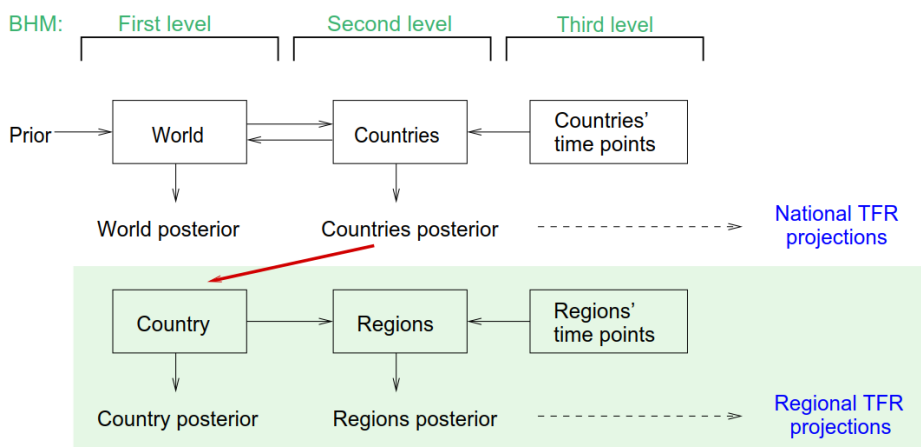 BHM:
First level
Second level
Third level
Prior
World
Countries
Countries'
time points
World posterior
Countries posterior
National TFR
projections
Country
Regions
Regions'
time points
Country posterior
Regions posterior
Regional TFR
projections